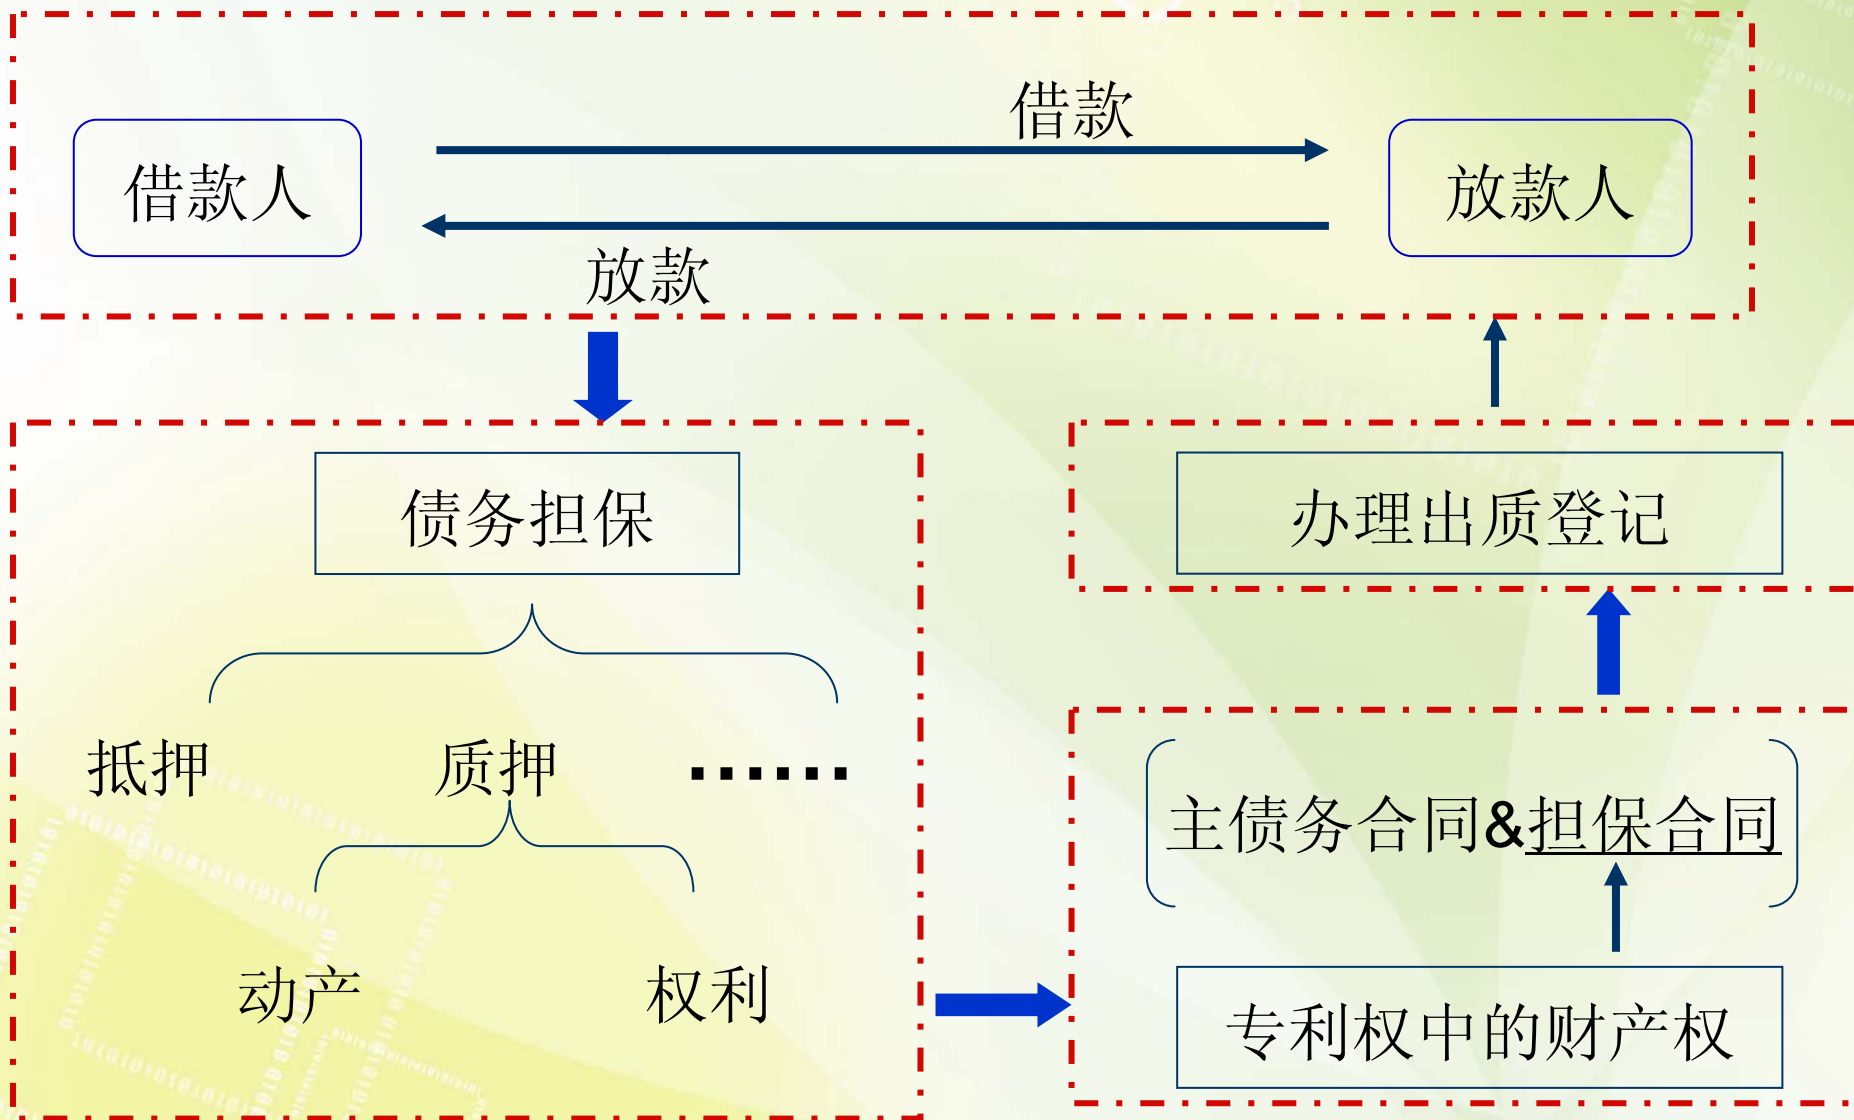 借款
借款人
放款人
放款
债务担保
办理出质登记
抵押
质押
……
主债务合同&担保合同
动产
权利
专利权中的财产权